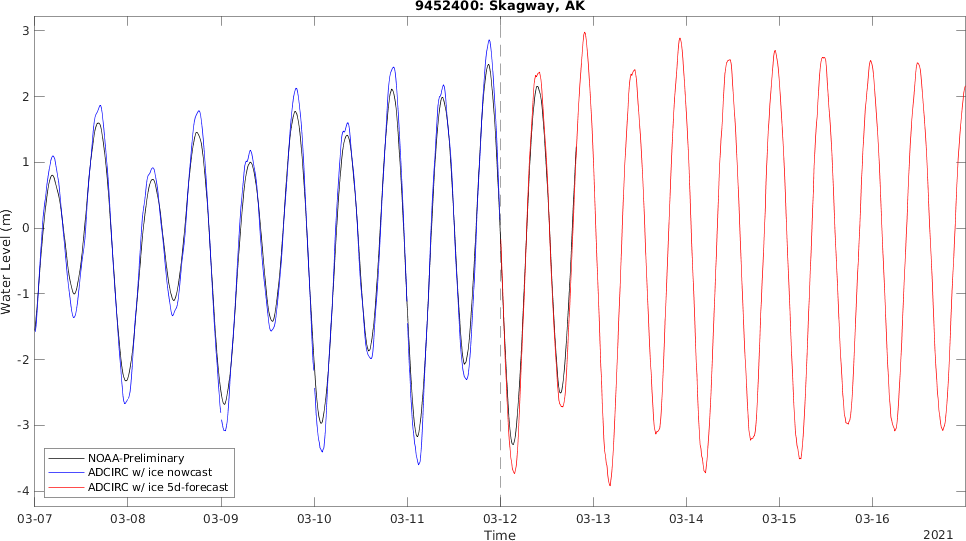 9452400: Skagway, AK
Water Level (m)
3
2
1
0
-1
-2
-3
-4
NOAA-Preliminary
ADCIRC w/ ice nowcast
ADCIRC w/ ice 5d-forecast
03-07 03-08 03-09 03-10 03-11 03-12 03-13 03-14 03-15 03-16
Time
2021